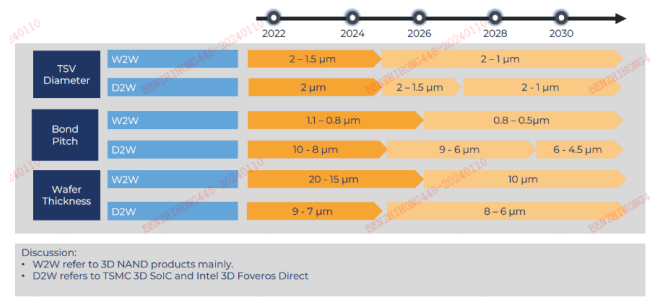 2022 2024 2026 2028 2030
TSV
Diameter
W2W 2 – 1.5 µm 2 – 1 µm
D2W 2 µm 2 – 1.5 µm 2 - 1 µm
Bond
Pitch
W2W 1.1 – 0.8 µm 0.8 – 0.5µm
D2W 10 - 8 µm 9 - 6 µm 6 - 4.5 µm
Wafer
Thickness
W2W 20 - 15 µm 10 µm
D2W 9 - 7 µm 8 – 6 µm
Discussion:
• W2W refer to 3D NAND products mainly.
• D2W refers to TSMC 3D SoIC and Intel 3D Foveros Direct
BENZHIHONG448-20240110